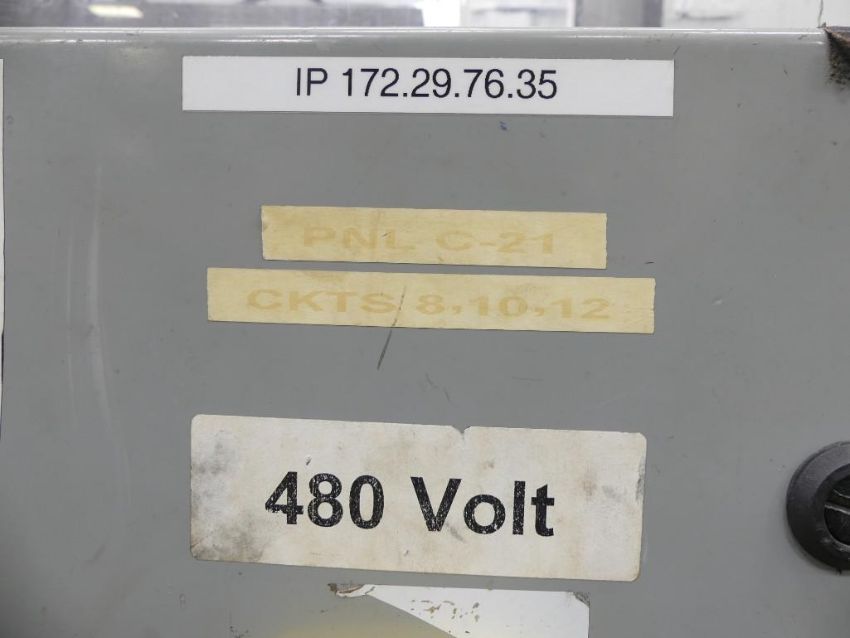 IP 172.29.76.35
PNL C-21
CKTS 8,10,12
480 Volt